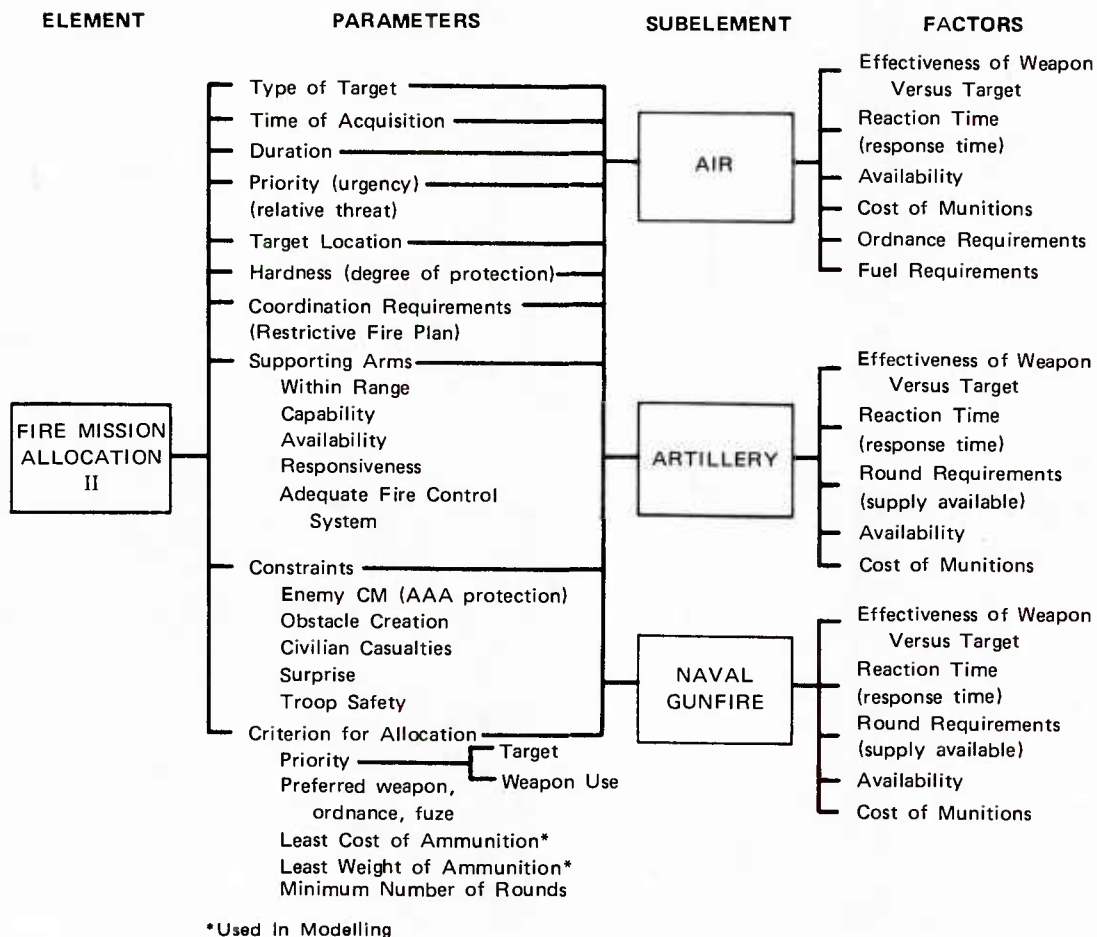 ELEMENT
PARAMETERS
SUBELEMENT
FACTORS
FIRE MISSION
ALLOCATION
II
Type of Target
Time of Acquisition
Duration
Priority (urgency)
(relative threat)
Target Location
Hardness (degree of protection)
Coordination Requirements
(Restrictive Fire Plan)
Supporting Arms
Within Range
Capability
Availability
Responsiveness
Adequate Fire Control
System
Constraints
Enemy CM (AAA protection)
Obstacle Creation
Civilian Casualties
Surprise
Troop Safety
Criterion for Allocation
Priority
Target
Weapon Use
Preferred weapon,
ordnance, fuze
Least Cost of Ammunition*
Least Weight of Ammunition*
Minimum Number of Rounds
*Used In Modelling
AIR
Effectiveness of Weapon
Versus Target
Reaction Time
(response time)
Availability
Cost of Munitions
Ordnance Requirements
Fuel Requirements
ARTILLERY
Effectiveness of Weapon
Versus Target
Reaction Time
(response time)
Round Requirements
(supply available)
Availability
Cost of Munitions
NAVAL
GUNFIRE
Effectiveness of Weapon
Versus Target
Reaction Time
(response time)
Round Requirements
(supply available)
Availability
Cost of Munitions